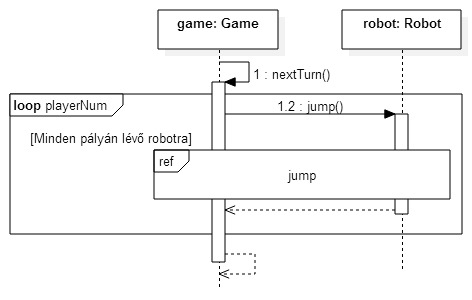 game: Game
robot: Robot
1 : nextTurn()
loop playerNum
1.2 : jump()
[Minden pályán lévő robotra]
ref
jump